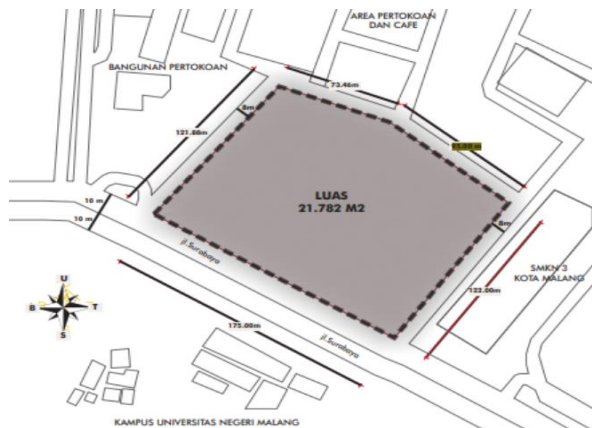 AREA PERTOKOAN
DAN CAFE
BANGUNAN PERTOKOAN
73.46m
121.88m
8m
10 m
10 m
LUAS
21.782 M2
8m
jl.Surabaya
SMKN 3
KOTA MALANG
U
B T
S
122.00m
175.00m
jl.Surabaya
KAMPUS UNIVERSITAS NEGERI MALANG